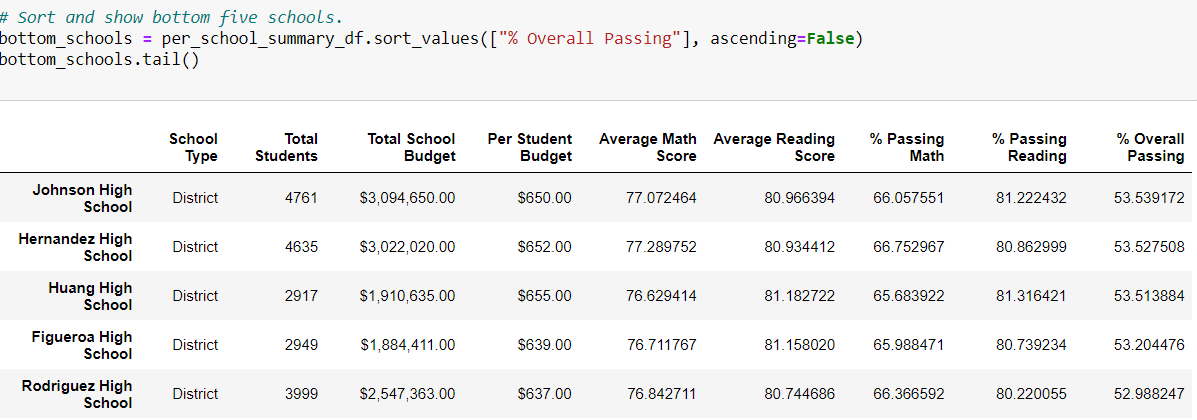 # Sort and show bottom five schools.
bottom_schools = per_school_summary_df.sort_values(["% Overall Passing"], ascending=False)
bottom_schools.tail()
School Type Total Students Total School Budget Per Student Budget Average Math Score Average Reading Score % Passing Math % Passing Reading % Overall Passing
Johnson High School District 4761 $3,094,650.00 $650.00 77.072464 80.966394 66.057551 81.222432 53.539172
Hernandez High School District 4635 $3,022,020.00 $652.00 77.289752 80.934412 66.752967 80.862999 53.527508
Huang High School District 2917 $1,910,635.00 $655.00 76.629414 81.182722 65.683922 81.316421 53.513884
Figueroa High School District 2949 $1,884,411.00 $639.00 76.711767 81.158020 65.988471 80.739234 53.204476
Rodriguez High School District 3999 $2,547,363.00 $637.00 76.842711 80.744686 66.366592 80.220055 52.988247